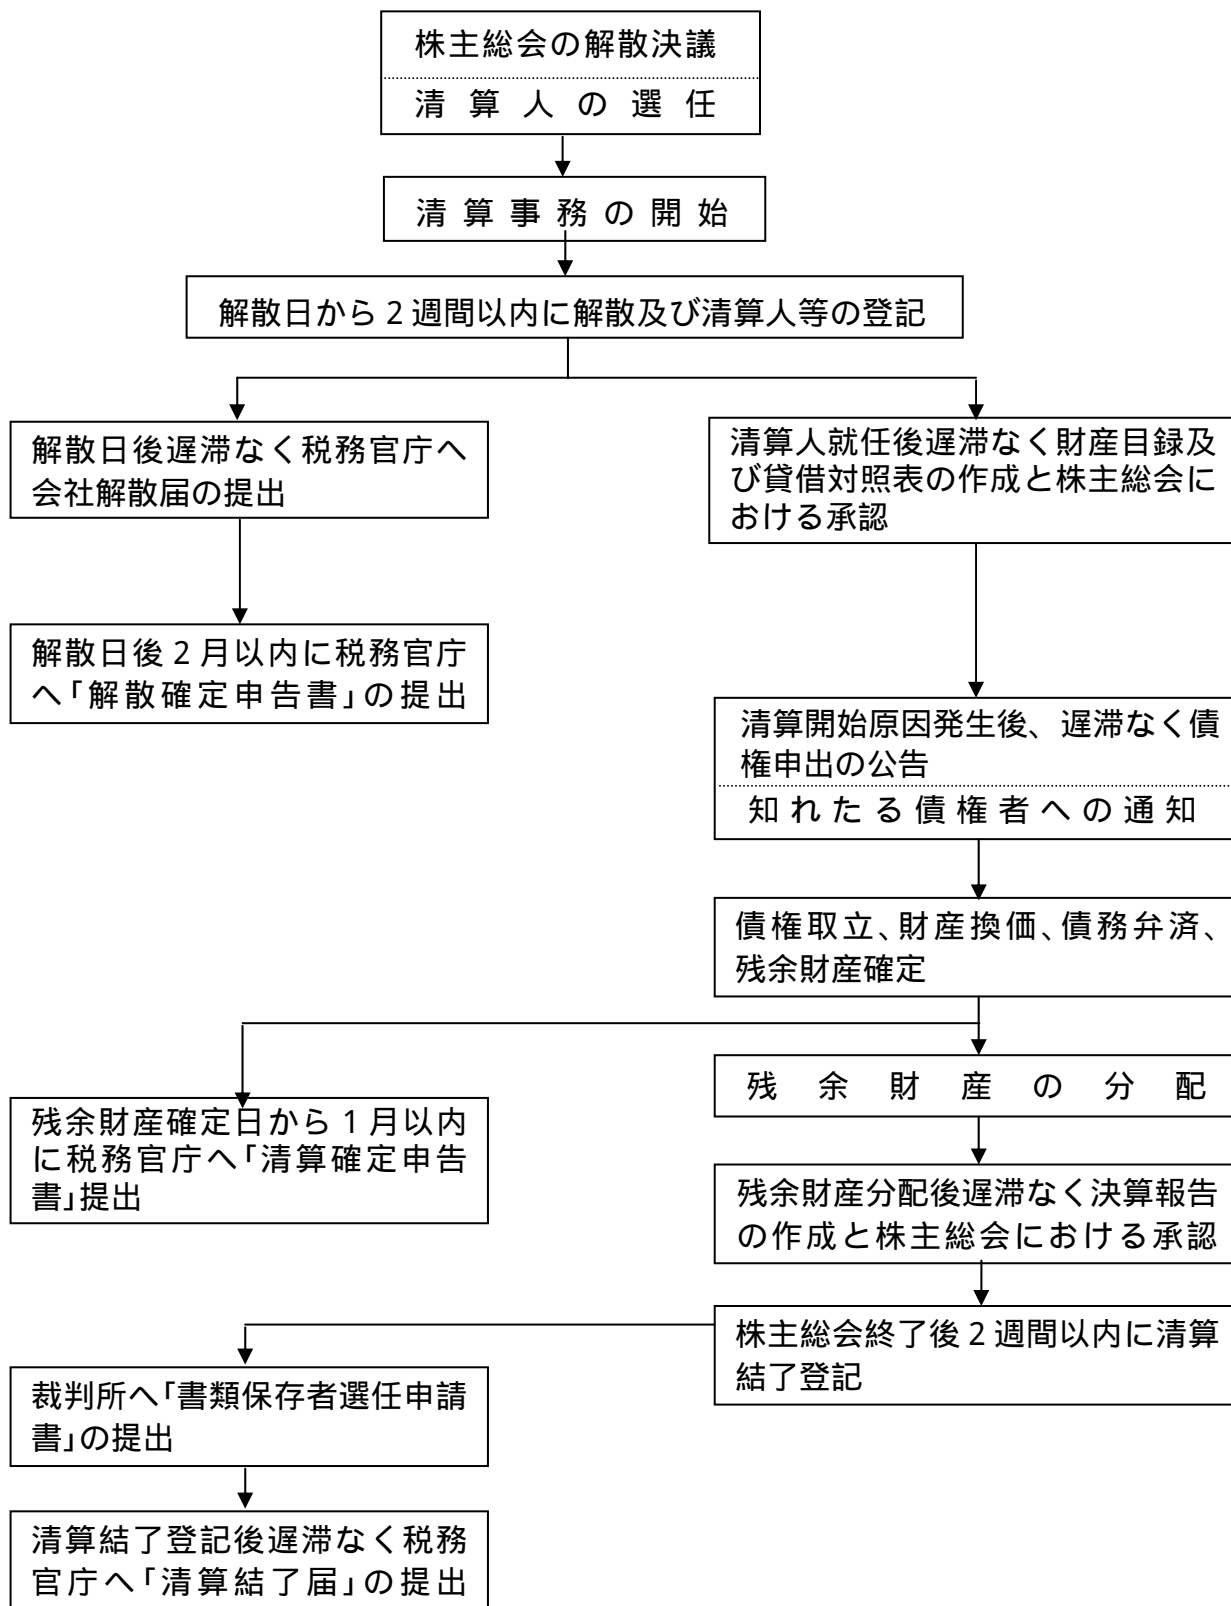 株主総会の解散決議
清算人の選任
清算事務の開始
解散日から2週間以内に解散及び清算人等の登記
解散日後遅滞なく税務官庁へ
会社解散届の提出
清算人就任後遅滞なく財産目録及
び貸借対照表の作成と株主総会に
おける承認
解散日後2月以内に税務官庁
へ「解散確定申告書」の提出
清算開始原因発生後、遅滞なく債
権申出の公告
知れたる債権者への通知
債権取立、財産換価、債務弁済、
残余財産確定
残余財産の分配
残余財産確定日から1月以内
に税務官庁へ「清算確定申告
書」提出
残余財産分配後遅滞なく決算報告
の作成と株主総会における承認
株主総会終了後2週間以内に清算
結了登記
裁判所へ「書類保存者選任申請
書」の提出
清算結了登記後遅滞なく税務
官庁へ「清算結了届」の提出